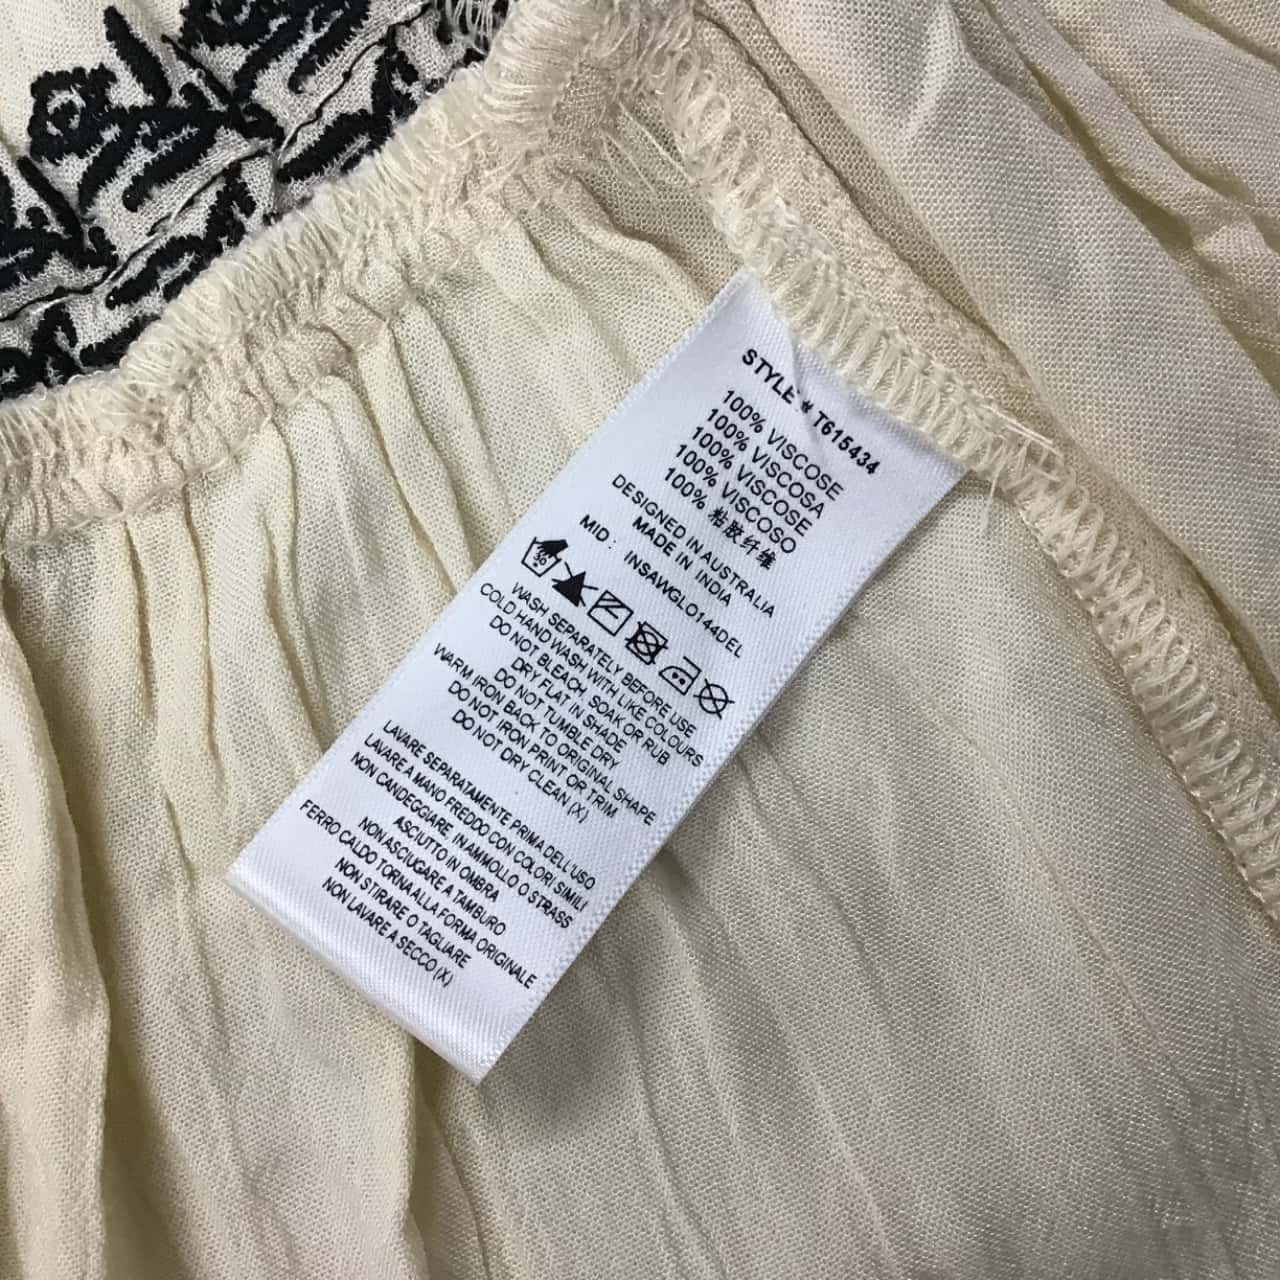 STYLE # T615434
100% VISCOSE
100% VISCOSA
100% VISCOSE
100% VISCOSO
100% 粘胶纤维
DESIGNED IN AUSTRALIA
MADE IN INDIA
MID: INSAWGLO144DEL
30
WASH SEPARATELY BEFORE USE
COLD HAND WASH WITH LIKE COLOURS
DO NOT BLEACH, SOAK OR RUB
DRY FLAT IN SHADE
DO NOT TUMBLE DRY
WARM IRON BACK TO ORIGINAL SHAPE
DO NOT IRON PRINT OR TRIM
DO NOT DRY CLEAN (X)
LAVARE SEPARATAMENTE PRIMA DELL'USO
LAVARE A MANO FREDDO CON COLORI SIMILI
NON CANDEGGIARE, IN AMMOLLO O STRASS
ASCIUTTO IN OMBRA
NON ASCIUGARE A TAMBURO
FERRO CALDO TORNA ALLA FORMA ORIGINALE
NON STIRARE O TAGLIARE
NON LAVARE A SECCO (X)